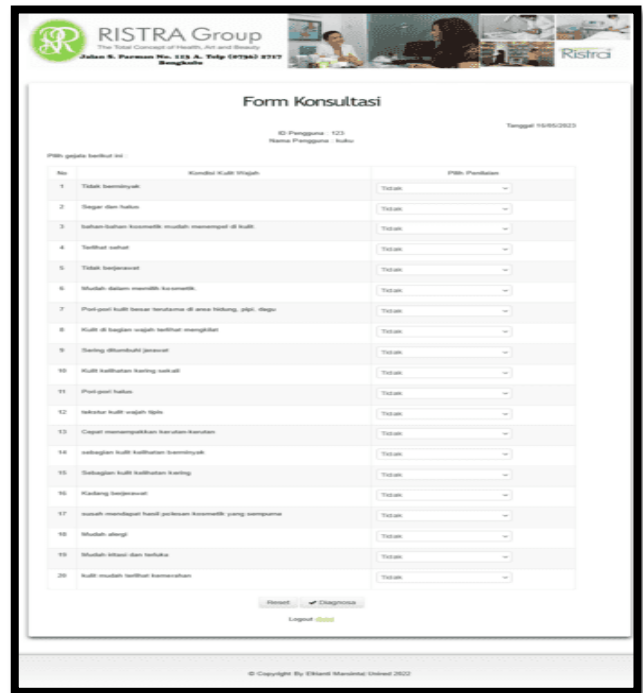 RISTRA Group
The Total Concept of Health, Art and Beauty
Jalan S. Parman No. 113 A. Telp (0736) 2717
Bengkulu
Ristra
Form Konsultasi
Tanggal 10/05/2023
ID Pengguna : 123
Nama Pengguna : kuku
Pilih gejala berikut ini :
No Kondisi Kulit Wajah Pilih Penilaian
1 Tidak berminyak Tidak
2 Segar dan halus Tidak
3 bahan-bahan kosmetik mudah menempel di kulit Tidak
4 Terlihat sehat Tidak
5 Tidak berjerawat Tidak
6 Mudah dalam memilih kosmetik. Tidak
7 Pori-pori kulit besar terutama di area hidung, pipi, dagu Tidak
8 Kulit di bagian wajah terlihat mengkilat Tidak
9 Sering ditumbuhi jerawat Tidak
10 Kulit kelihatan kering sekali Tidak
11 Pori-pori halus Tidak
12 tekstur kulit wajah tipis Tidak
13 Cepat menampakkan kerutan-kerutan Tidak
14 sebagian kulit kelihatan berminyak Tidak
15 Sebagian kulit kelihatan kering Tidak
16 Kadang berjerawat Tidak
17 susah mendapat hasil polesan kosmetik yang sempurna Tidak
18 Mudah alergi Tidak
19 Mudah iritasi dan terluka Tidak
20 kulit mudah terlihat kemerahan Tidak
Reset Diagnosa
Logout
© Copyright By United 2022